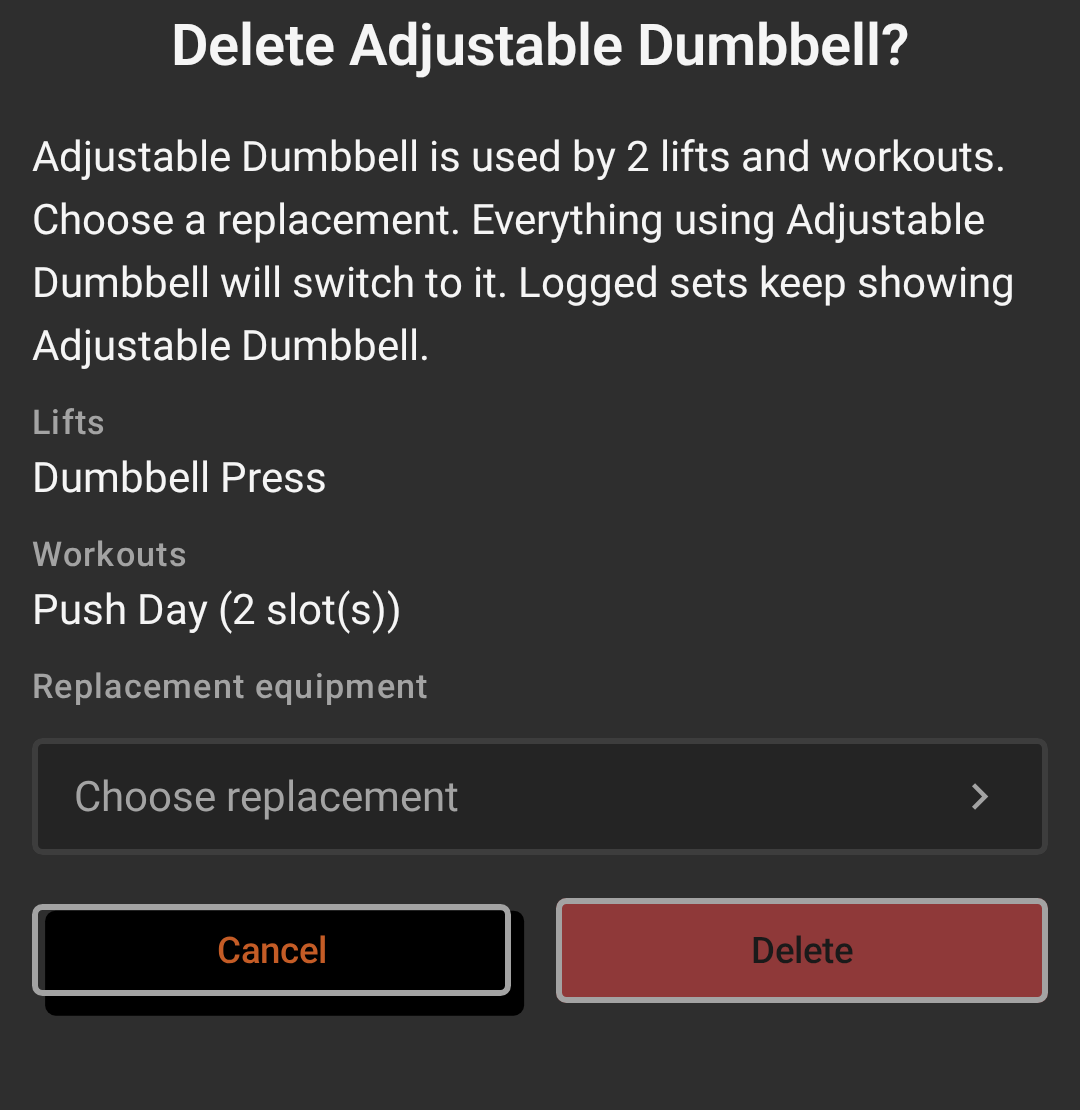 Delete Adjustable Dumbbell?
Adjustable Dumbbell is used by 2 lifts and workouts.
Choose a replacement. Everything using Adjustable
Dumbbell will switch to it. Logged sets keep showing
Adjustable Dumbbell.
Lifts
Dumbbell Press
Workouts
Push Day (2 slot(s))
Replacement equipment
Choose replacement
Cancel
Delete